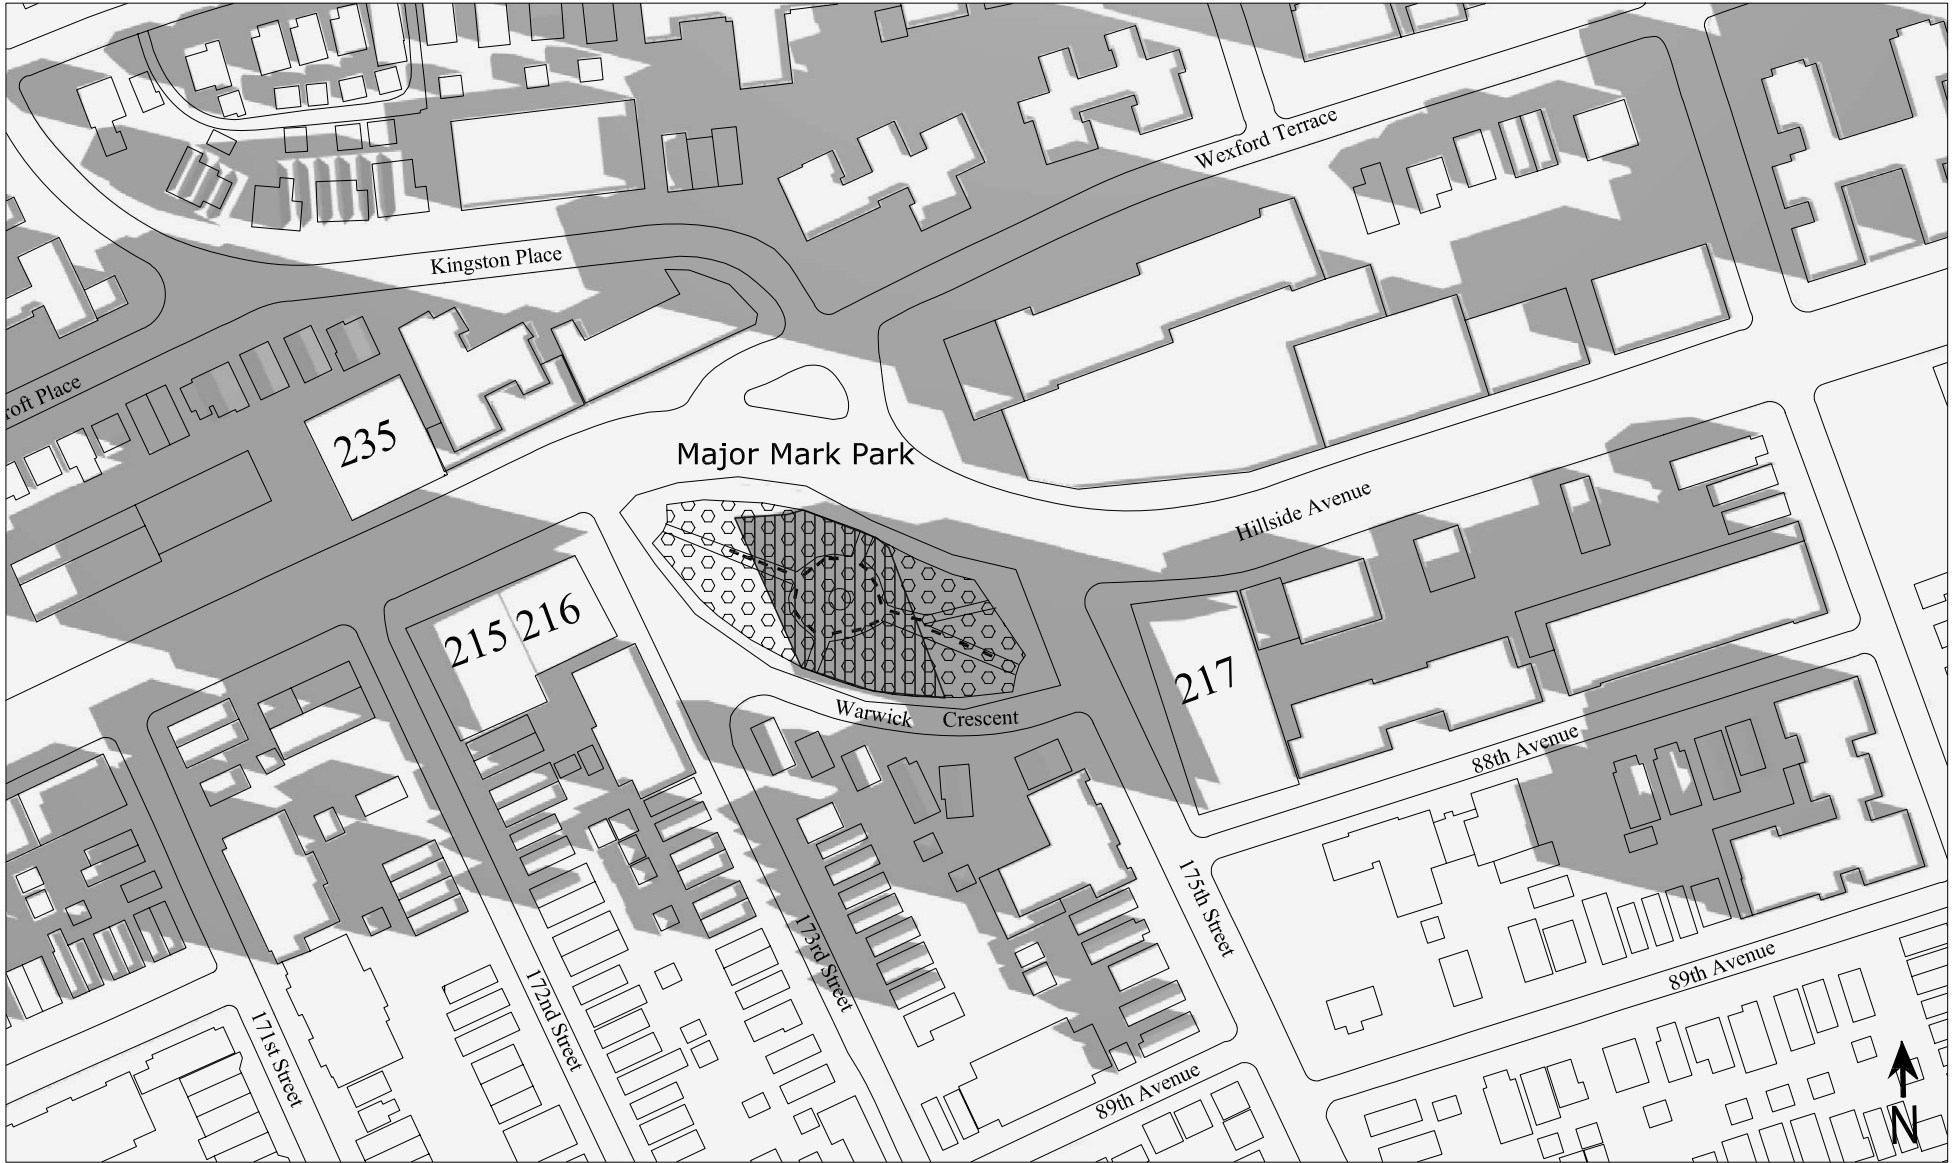 Wexford Terrace
Kingston Place
roft Place
235
Major Mark Park
Hillside Avenue
215
216
217
Warwick Crescent
88th Avenue
175th Street
173rd Street
89th Avenue
172nd Street
171st Street
89th Avenue
N